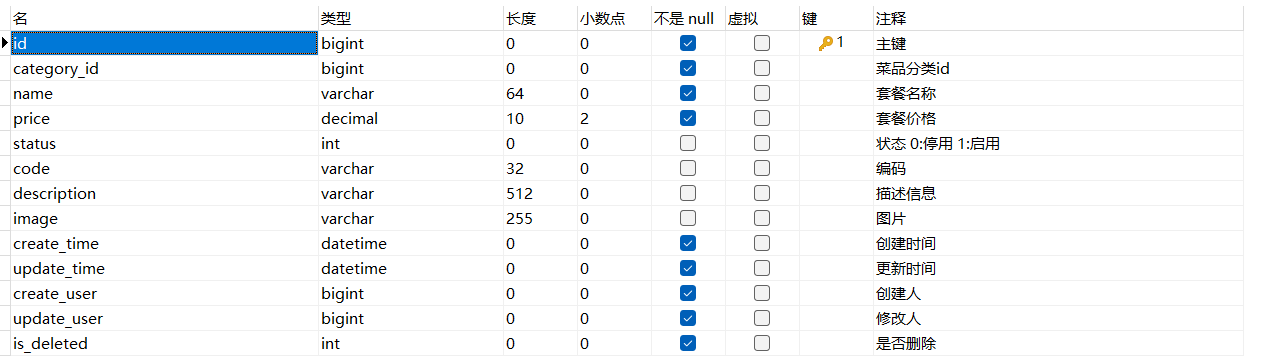 名 类型 长度 小数点 不是 null 虚拟 键 注释
id bigint 0 0 1 主键
category_id bigint 0 0 菜品分类id
name varchar 64 0 套餐名称
price decimal 10 2 套餐价格
status int 0 0 状态 0:停用 1:启用
code varchar 32 0 编码
description varchar 512 0 描述信息
image varchar 255 0 图片
create_time datetime 0 0 创建时间
update_time datetime 0 0 更新时间
create_user bigint 0 0 创建人
update_user bigint 0 0 修改人
is_deleted int 0 0 是否删除